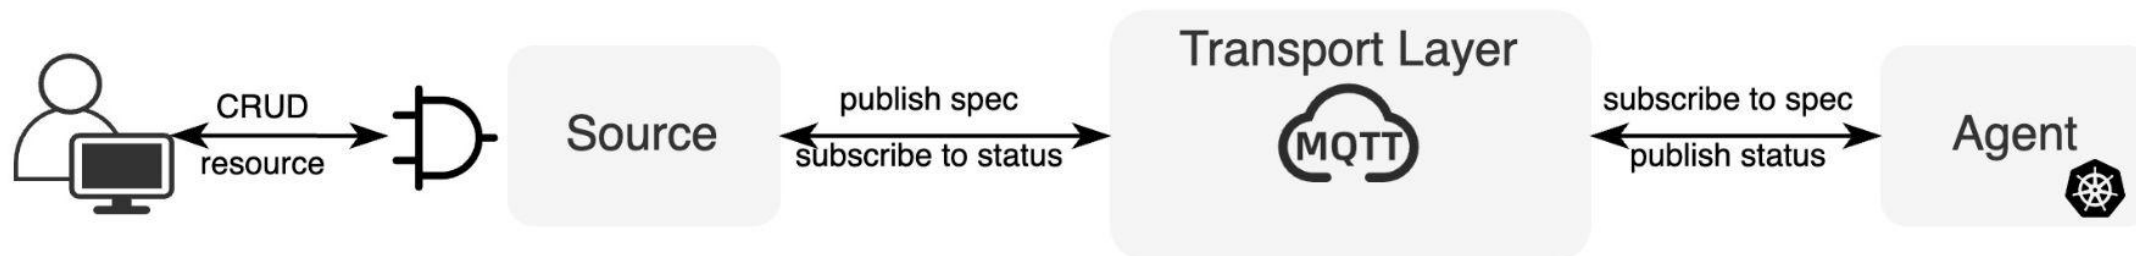 CRUD
resource
Source
publish spec
subscribe to status
Transport Layer
MQTT
subscribe to spec
publish status
Agent